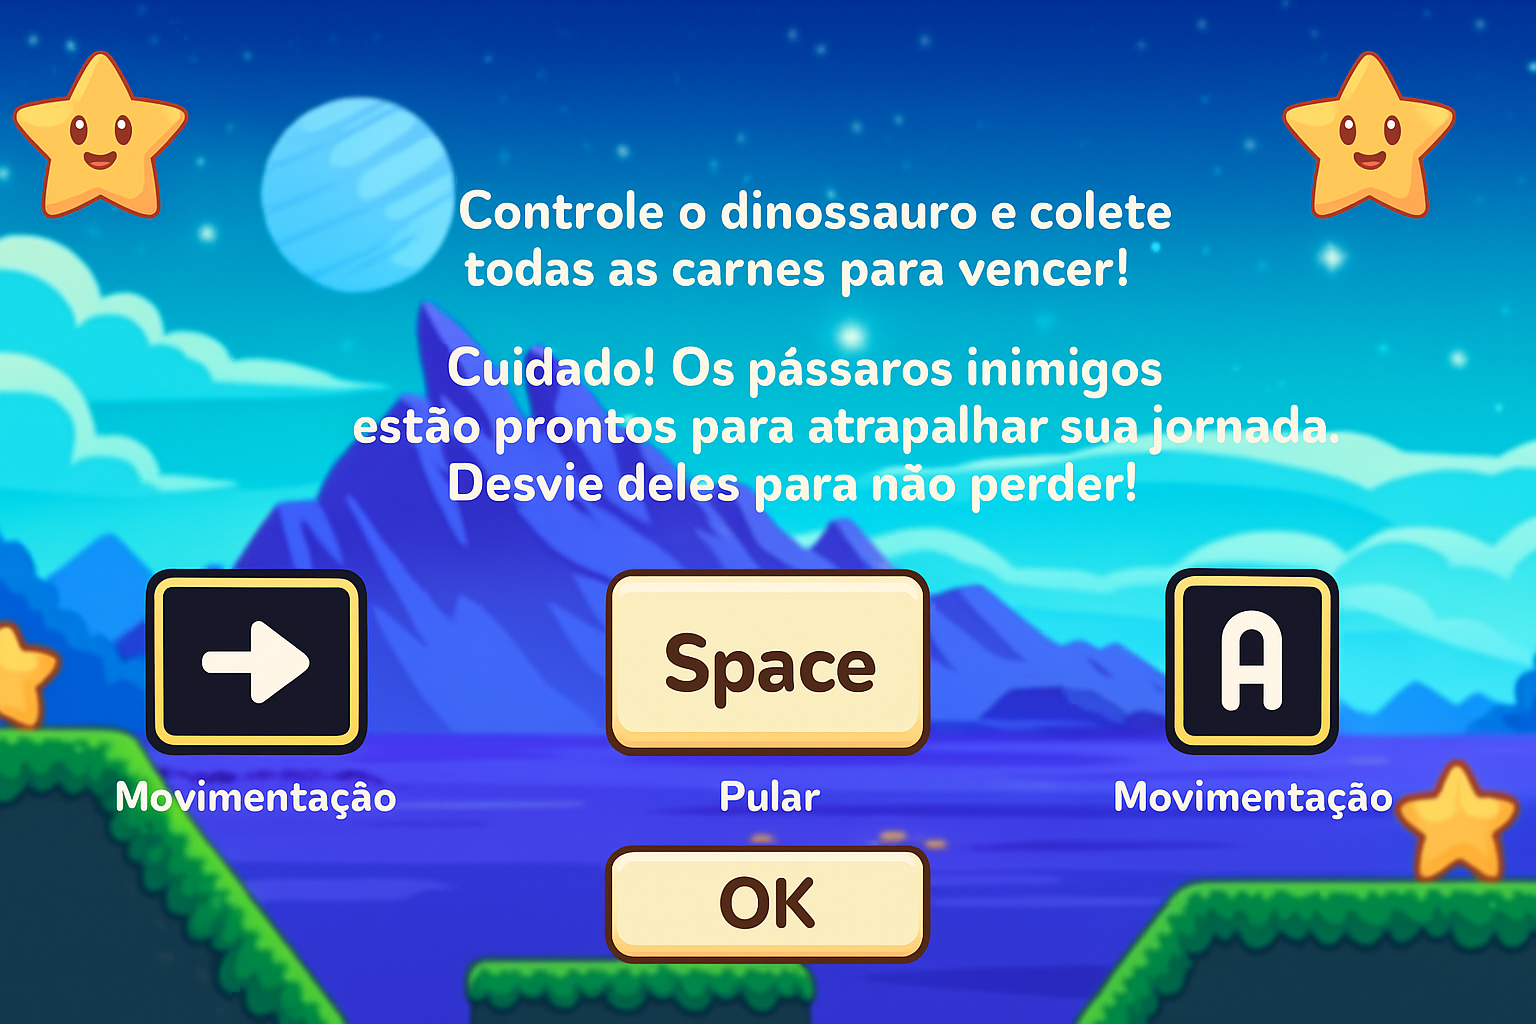 Controle o dinossauro e colete
todas as carnes para vencer!
Cuidado! Os pássaros inimigos
estão prontos para atrapalhar sua jornada.
Desvie deles para não perder!
Space
A
Movimentação
Pular
Movimentação
OK